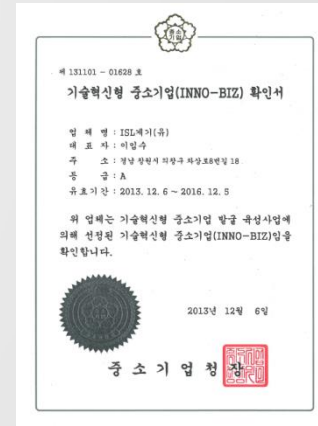 제 131101 - 01628 호
기술혁신형 중소기업(INNO-BIZ) 확인서
업 체 명 : ISL계기(유)
대 표 자 : 이임수
주 소 : 경남 창원시 의창구 차상로8번길 18
등 급 : A
유효기간 : 2013. 12. 6 ~ 2016. 12. 5
위 업체는 기술혁신형 중소기업 발굴 육성사업에
의해 선정된 기술혁신형 중소기업(INNO-BIZ)임을
확인합니다.
2013년 12월 6일
중 소 기 업 청 장